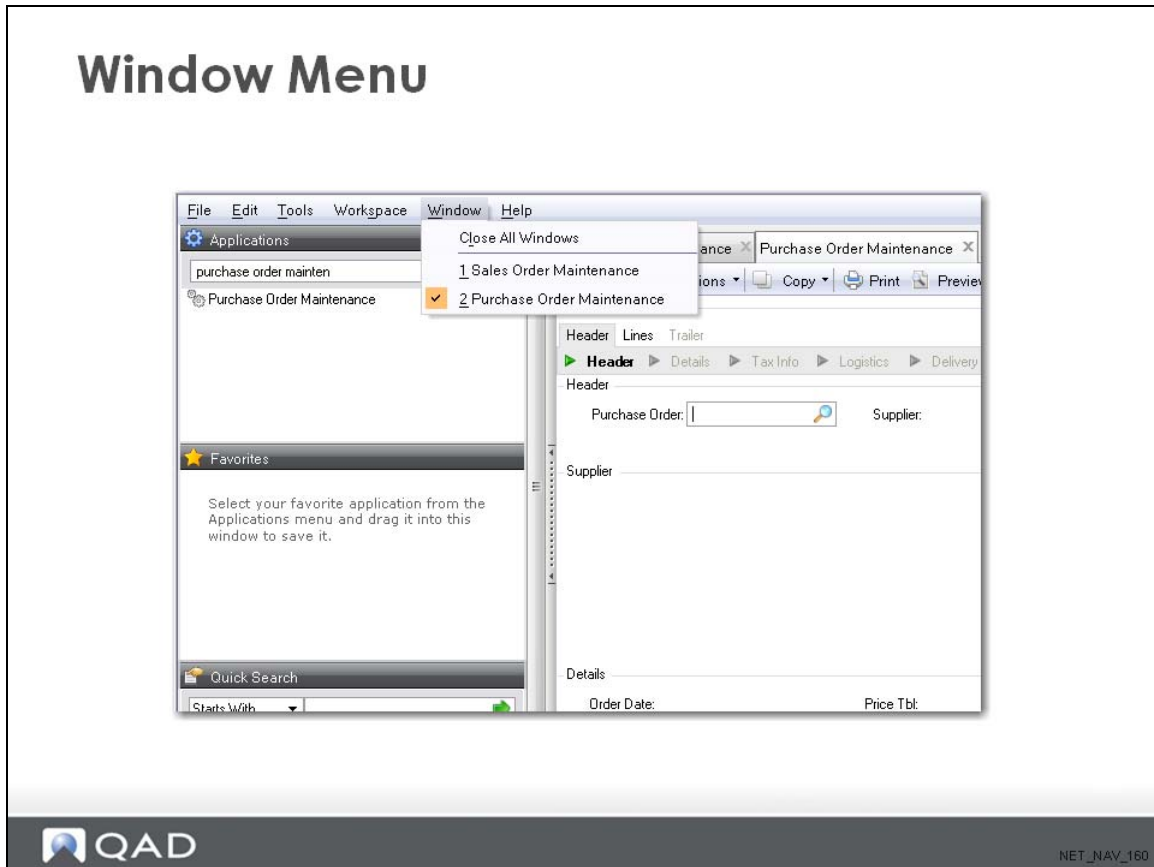 Window Menu
File Edit Tools Workspace Window Help
Applications
Close All Windows
ance Purchase Order Maintenance
purchase order mainten
1 Sales Order Maintenance
ions Copy Print Preview
Purchase Order Maintenance
2 Purchase Order Maintenance
Header Lines Trailer
Header Details Tax Info Logistics Delivery
Header
Purchase Order: Supplier:
Favorites
Supplier
Select your favorite application from the
Applications menu and drag it into this
window to save it.
Quick Search
Details
Starts With
Order Date: Price Tbl:
QAD
NET_NAV_160